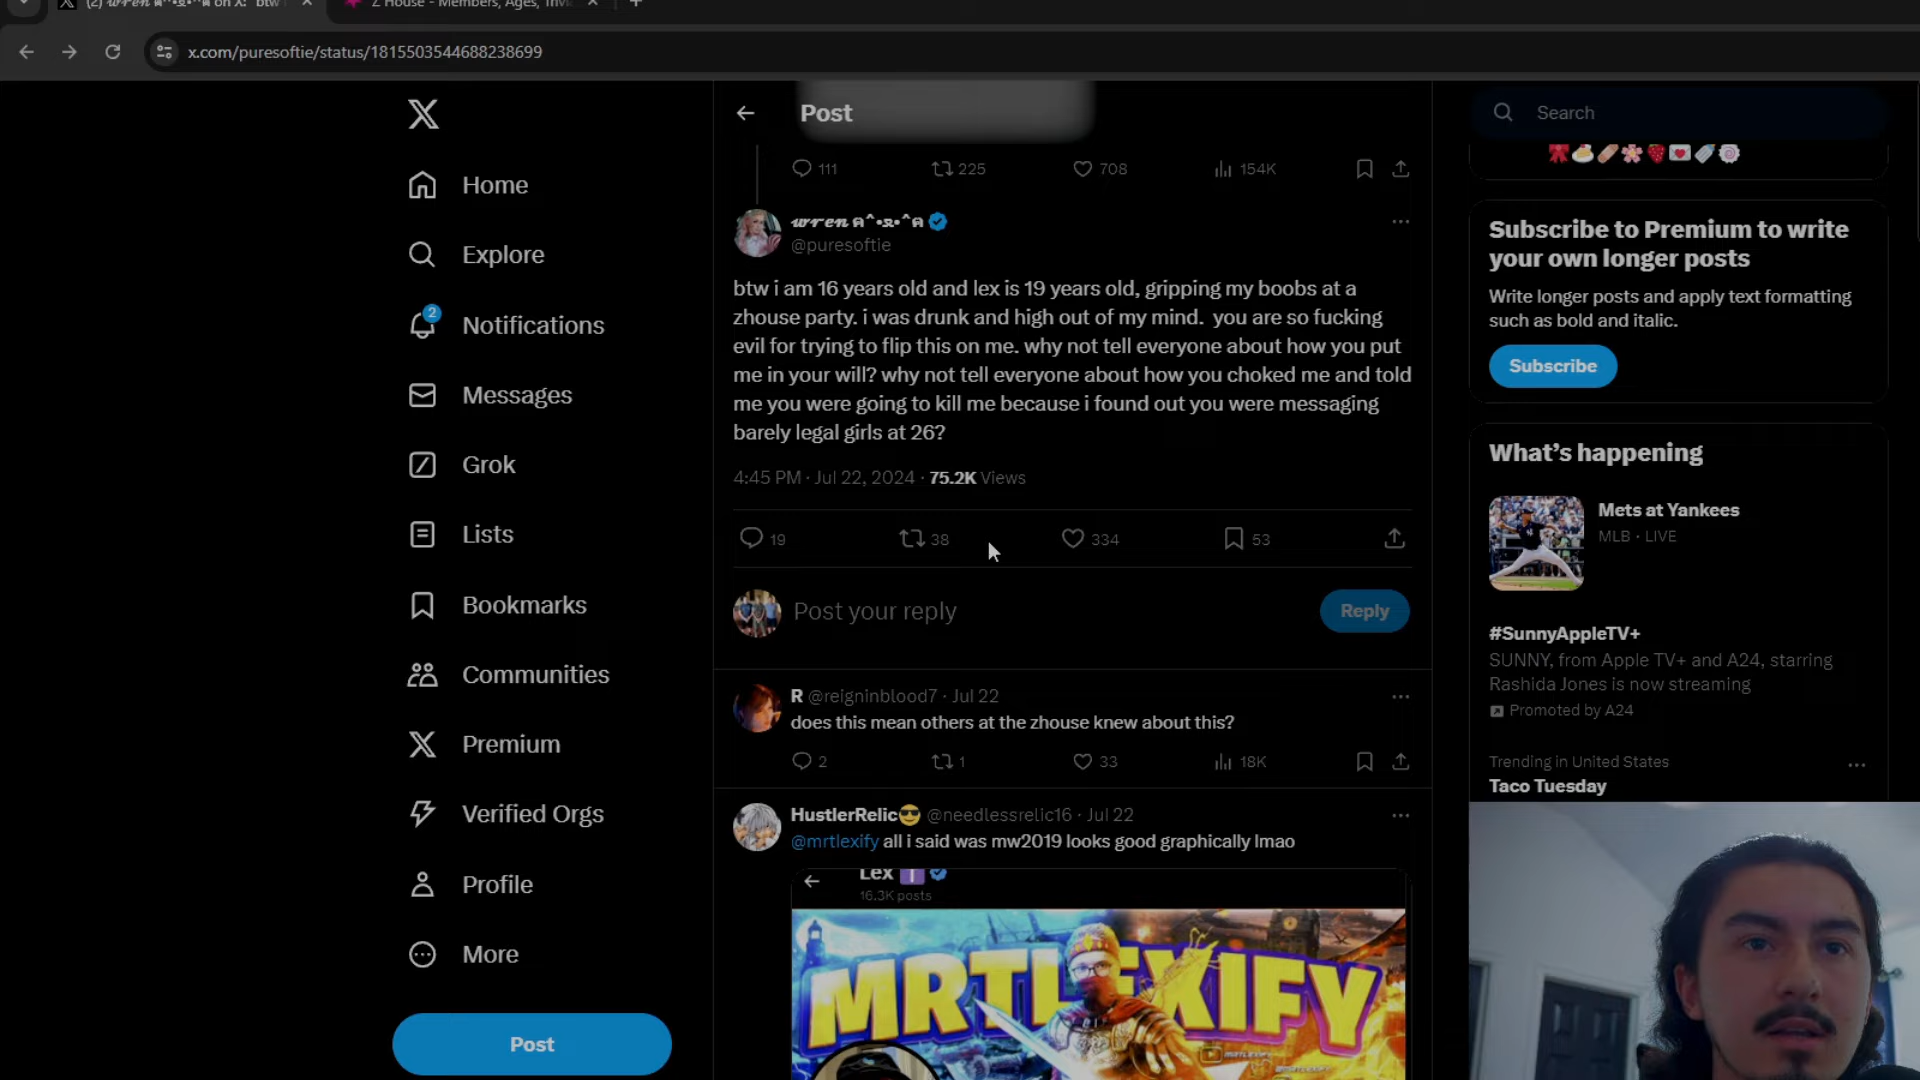 Z House - Members, Ages, Triv
x.com/puresoftie/status/1815503544688238699
Home
Explore
2
Notifications
Messages
Grok
Lists
Bookmarks
Communities
Premium
Verified Orgs
Profile
More
Post
Post
111 225 708 154K
𝔀𝓻𝓮𝓷 ฅ^•ﻌ•^ฅ
@puresoftie
btw i am 16 years old and lex is 19 years old, gripping my boobs at a
zhouse party. i was drunk and high out of my mind. you are so fucking
evil for trying to flip this on me. why not tell everyone about how you put
me in your will? why not tell everyone about how you choked me and told
me you were going to kill me because i found out you were messaging
barely legal girls at 26?
4:45 PM · Jul 22, 2024 · 75.2K Views
19 38 334 53
Post your reply
Reply
R @reigninblood7 · Jul 22
does this mean others at the zhouse knew about this?
2 1 33 18K
HustlerRelic😎 @needlessrelic16 · Jul 22
@mrtlexify all i said was mw2019 looks good graphically lmao
Lex
16.3K posts
MRTLEXIFY
Search
🎀🍰🩹🌸🍓💌🍼🍥
Subscribe to Premium to write
your own longer posts
Write longer posts and apply text formatting
such as bold and italic.
Subscribe
What's happening
Mets at Yankees
MLB · LIVE
#SunnyAppleTV+
SUNNY, from Apple TV+ and A24, starring
Rashida Jones is now streaming
Promoted by A24
Trending in United States
Taco Tuesday